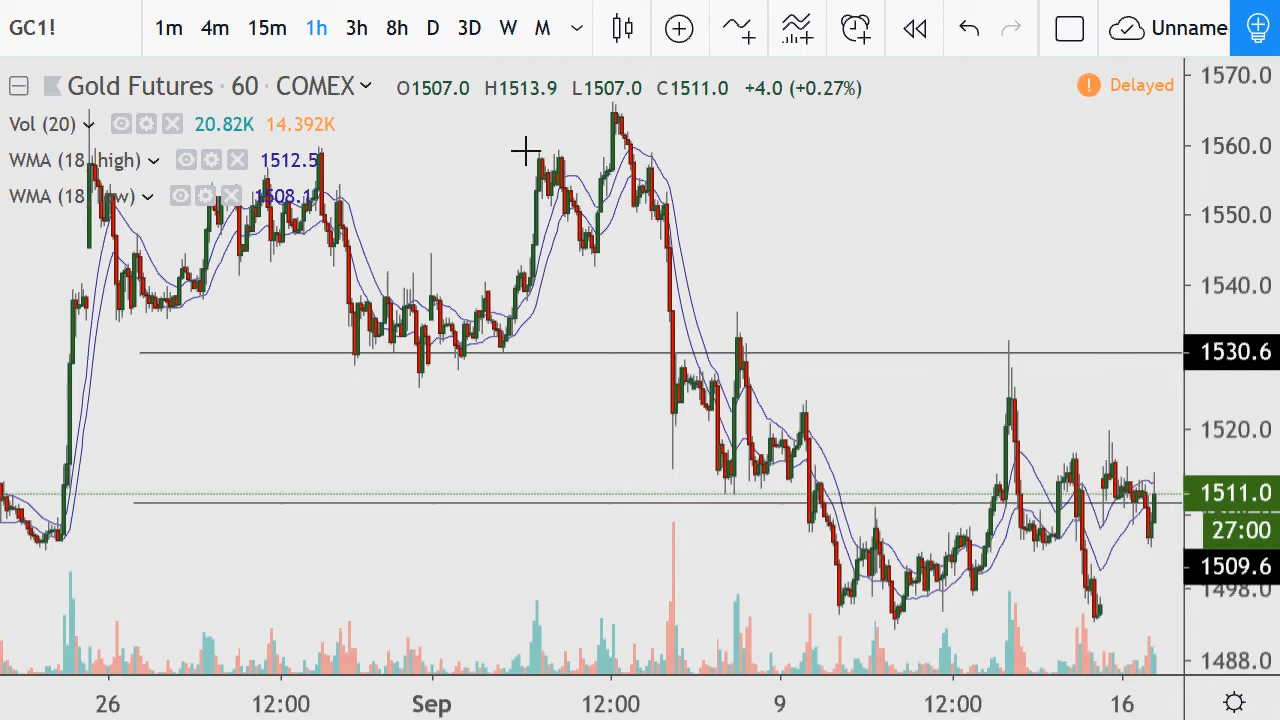 GC1! 1m 4m 15m 1h 3h 8h D 3D W M Unname
Gold Futures · 60 · COMEX O1507.0 H1513.9 L1507.0 C1511.0 +4.0 (+0.27%) Delayed
Vol (20) 20.82K 14.392K
WMA (18, high) 1512.5
WMA (18, low) 1508.1
1570.0
1560.0
1550.0
1540.0
1530.6
1520.0
1511.0
27:00
1509.6
1498.0
1488.0
26 12:00 Sep 12:00 9 12:00 16